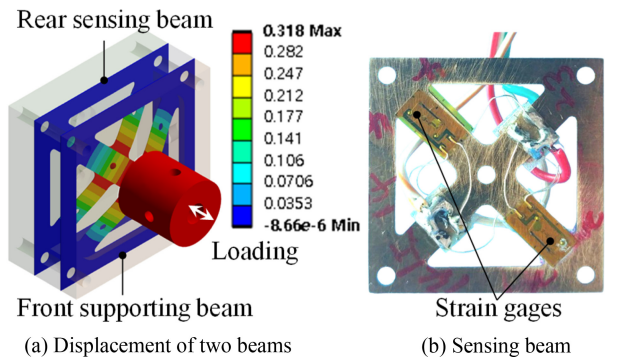 Rear sensing beam
0.318 Max
0.282
0.247
0.212
0.177
0.141
0.106
0.0706
0.0353
-8.66e-6 Min
Loading
Front supporting beam
Strain gages
(a) Displacement of two beams
(b) Sensing beam